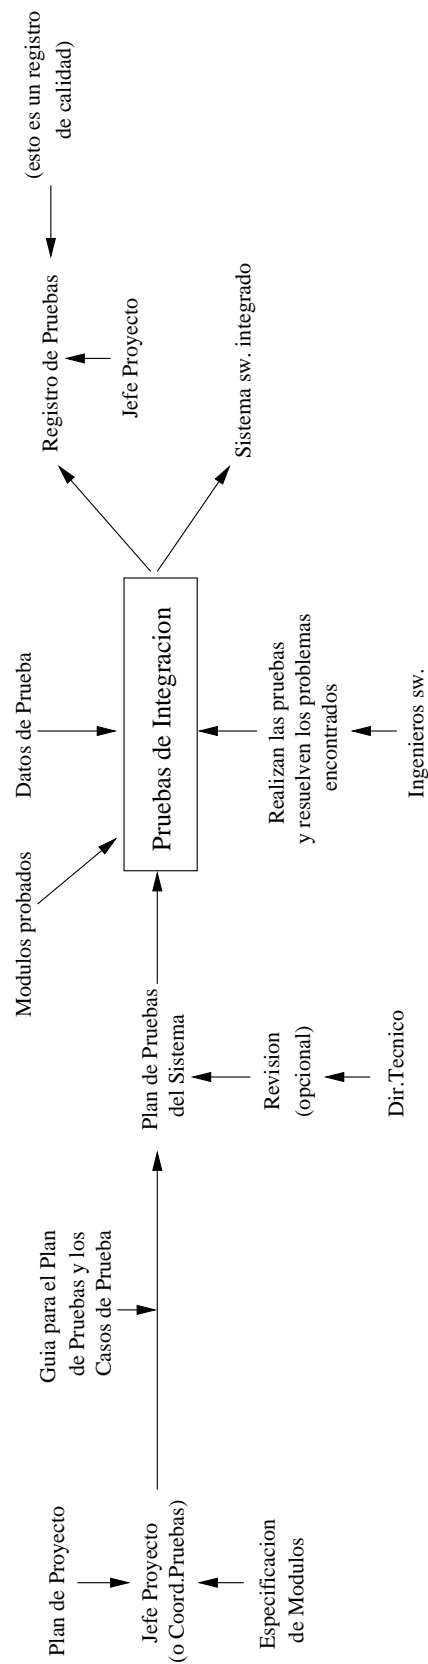 Plan de Proyecto
Jefe Proyecto
(o Coord.Pruebas)
Especificacion
de Modulos
Guia para el Plan
de Pruebas y los
Casos de Prueba
Plan de Pruebas
del Sistema
Revision
(opcional)
Dir.Tecnico
Modulos probados
Datos de Prueba
Pruebas de Integracion
Realizan las pruebas
y resuelven los problemas
encontrados
Ingenieros sw.
Registro de Pruebas
Jefe Proyecto
(esto es un registro
de calidad)
Sistema sw. integrado